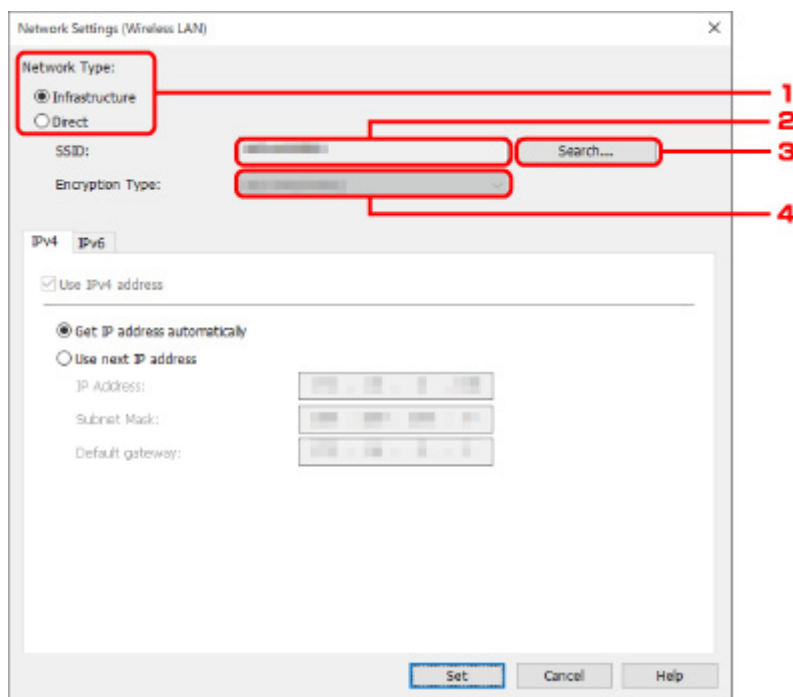 Network Settings (Wireless LAN)
Network Type:
Infrastructure
1
Direct
2
SSID:
Search...
3
Encryption Type:
4
IPv4 IPv6
Use IPv4 address
Get IP address automatically
Use next IP address
IP Address:
Subnet Mask:
Default gateway:
Set Cancel Help